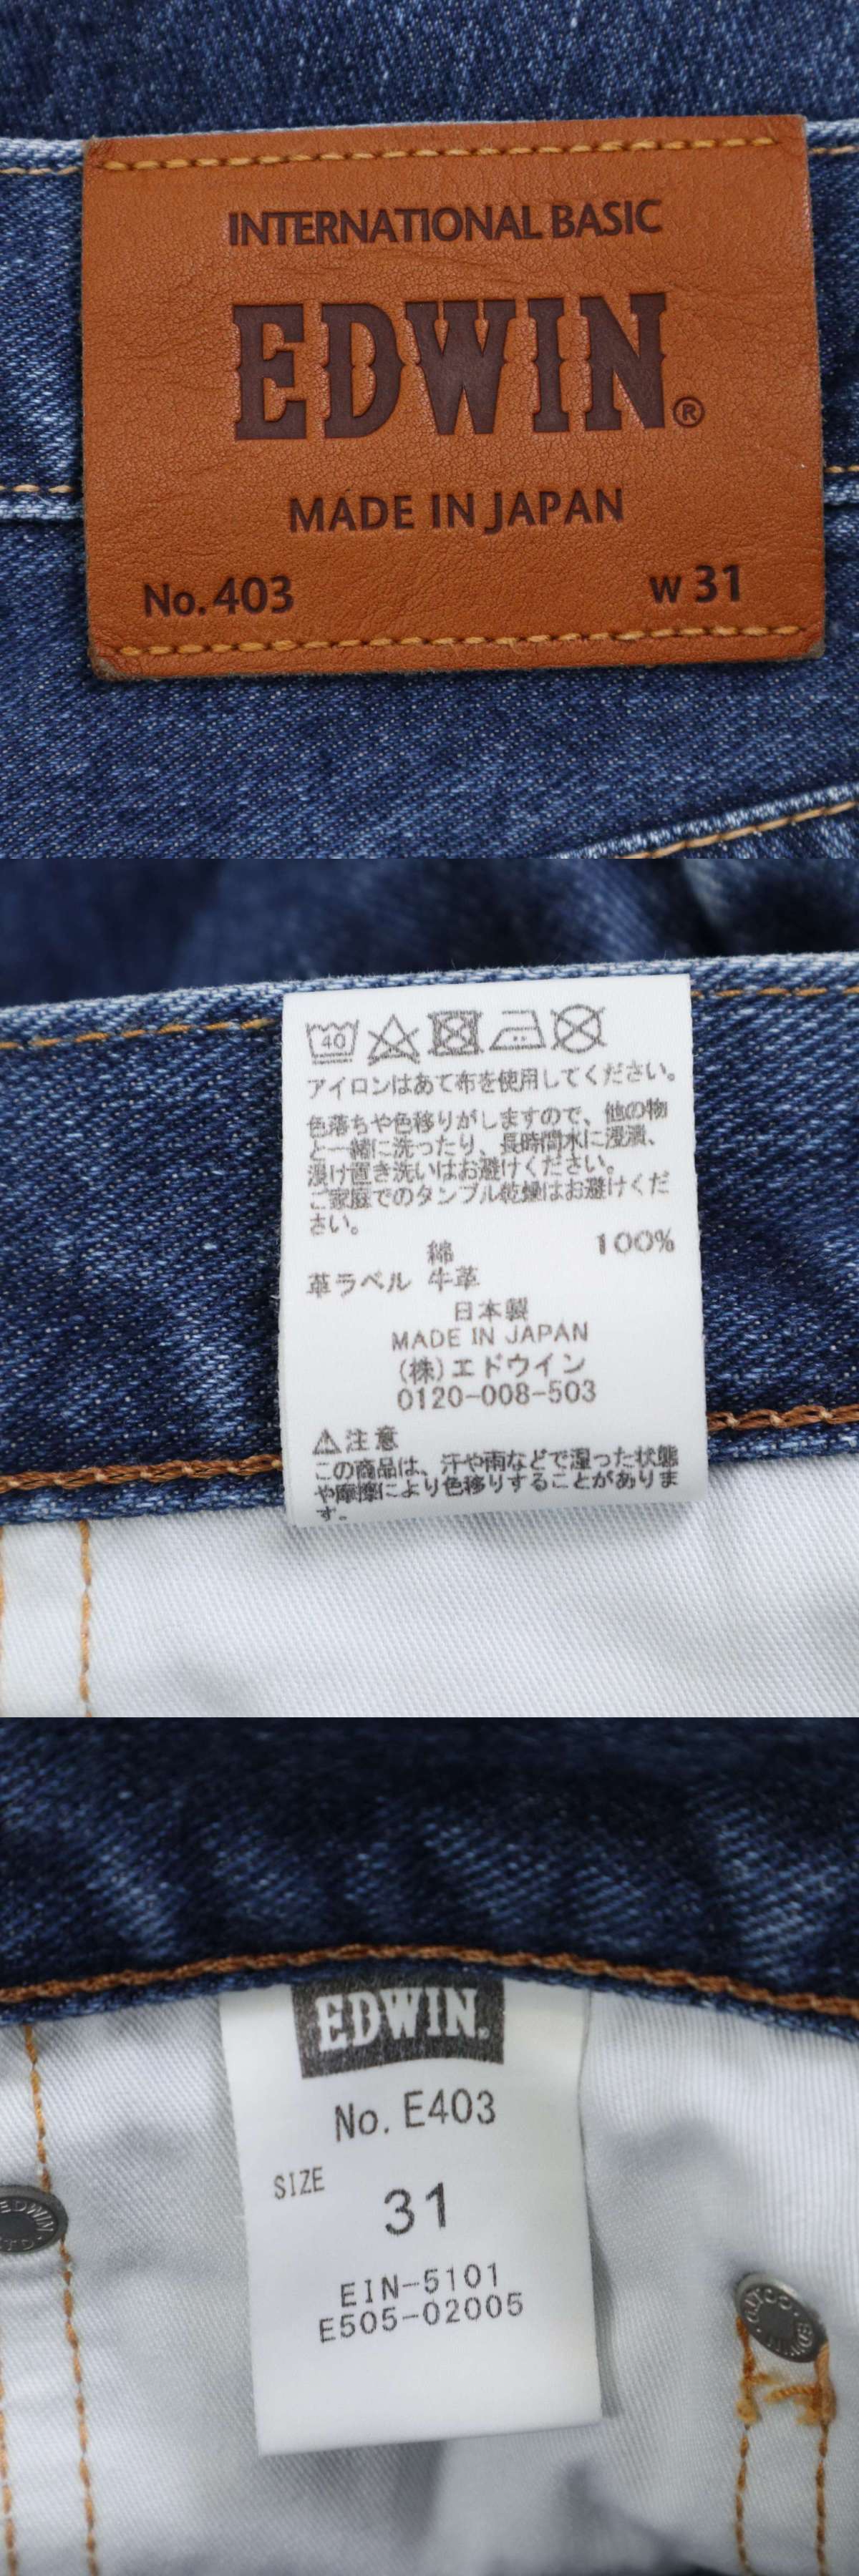 INTERNATIONAL BASIC
EDWIN®
MADE IN JAPAN
No.403 W 31
40
アイロンはあて布を使用してください。
色落ちや色移りがしますので、他の物
と一緒に洗ったり、長時間水に浸漬、
浸け置き洗いはお避けください。
ご家庭でのタンブル乾燥はお避けくだ
さい。
綿 100%
革ラベル 牛革
日本製
MADE IN JAPAN
(株)エドウイン
0120-008-503
⚠注意
この商品は、汗や雨などで湿った状態
や摩擦により色移りすることがありま
す。
EDWIN®
No. E403
SIZE
31
EIN-5101
E505-02005
EDWIN